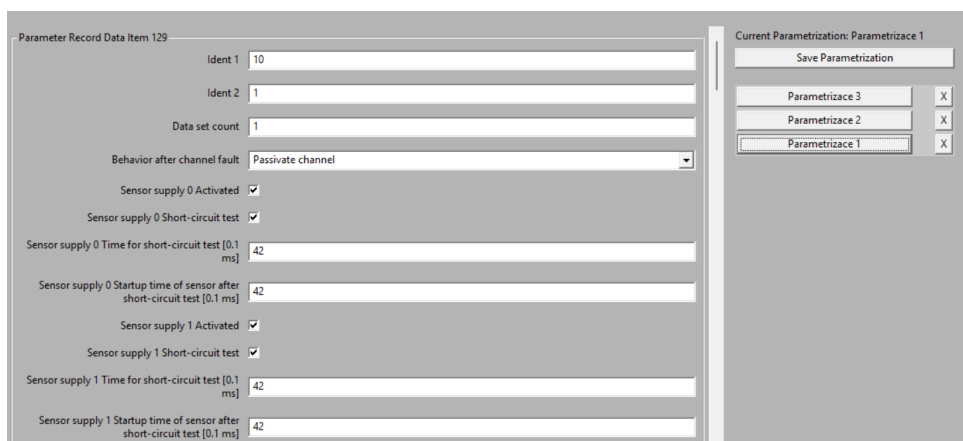 Parameter Record Data Item 129
Ident 1
10
Ident 2
1
Data set count
1
Behavior after channel fault
Passivate channel
Sensor supply 0 Activated
Sensor supply 0 Short-circuit test
Sensor supply 0 Time for short-circuit test [0.1
ms]
42
Sensor supply 0 Startup time of sensor after
short-circuit test [0.1 ms]
42
Sensor supply 1 Activated
Sensor supply 1 Short-circuit test
Sensor supply 1 Time for short-circuit test [0.1
ms]
42
Sensor supply 1 Startup time of sensor after
short-circuit test [0.1 ms]
42
Current Parametrization: Parametrizace 1
Save Parametrization
Parametrizace 3
X
Parametrizace 2
X
Parametrizace 1
X